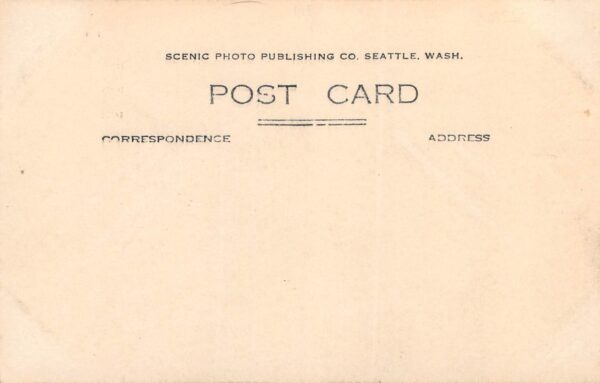 SCENIC PHOTO PUBLISHING CO. SEATTLE, WASH.
POST CARD
CORRESPONDENCE ADDRESS